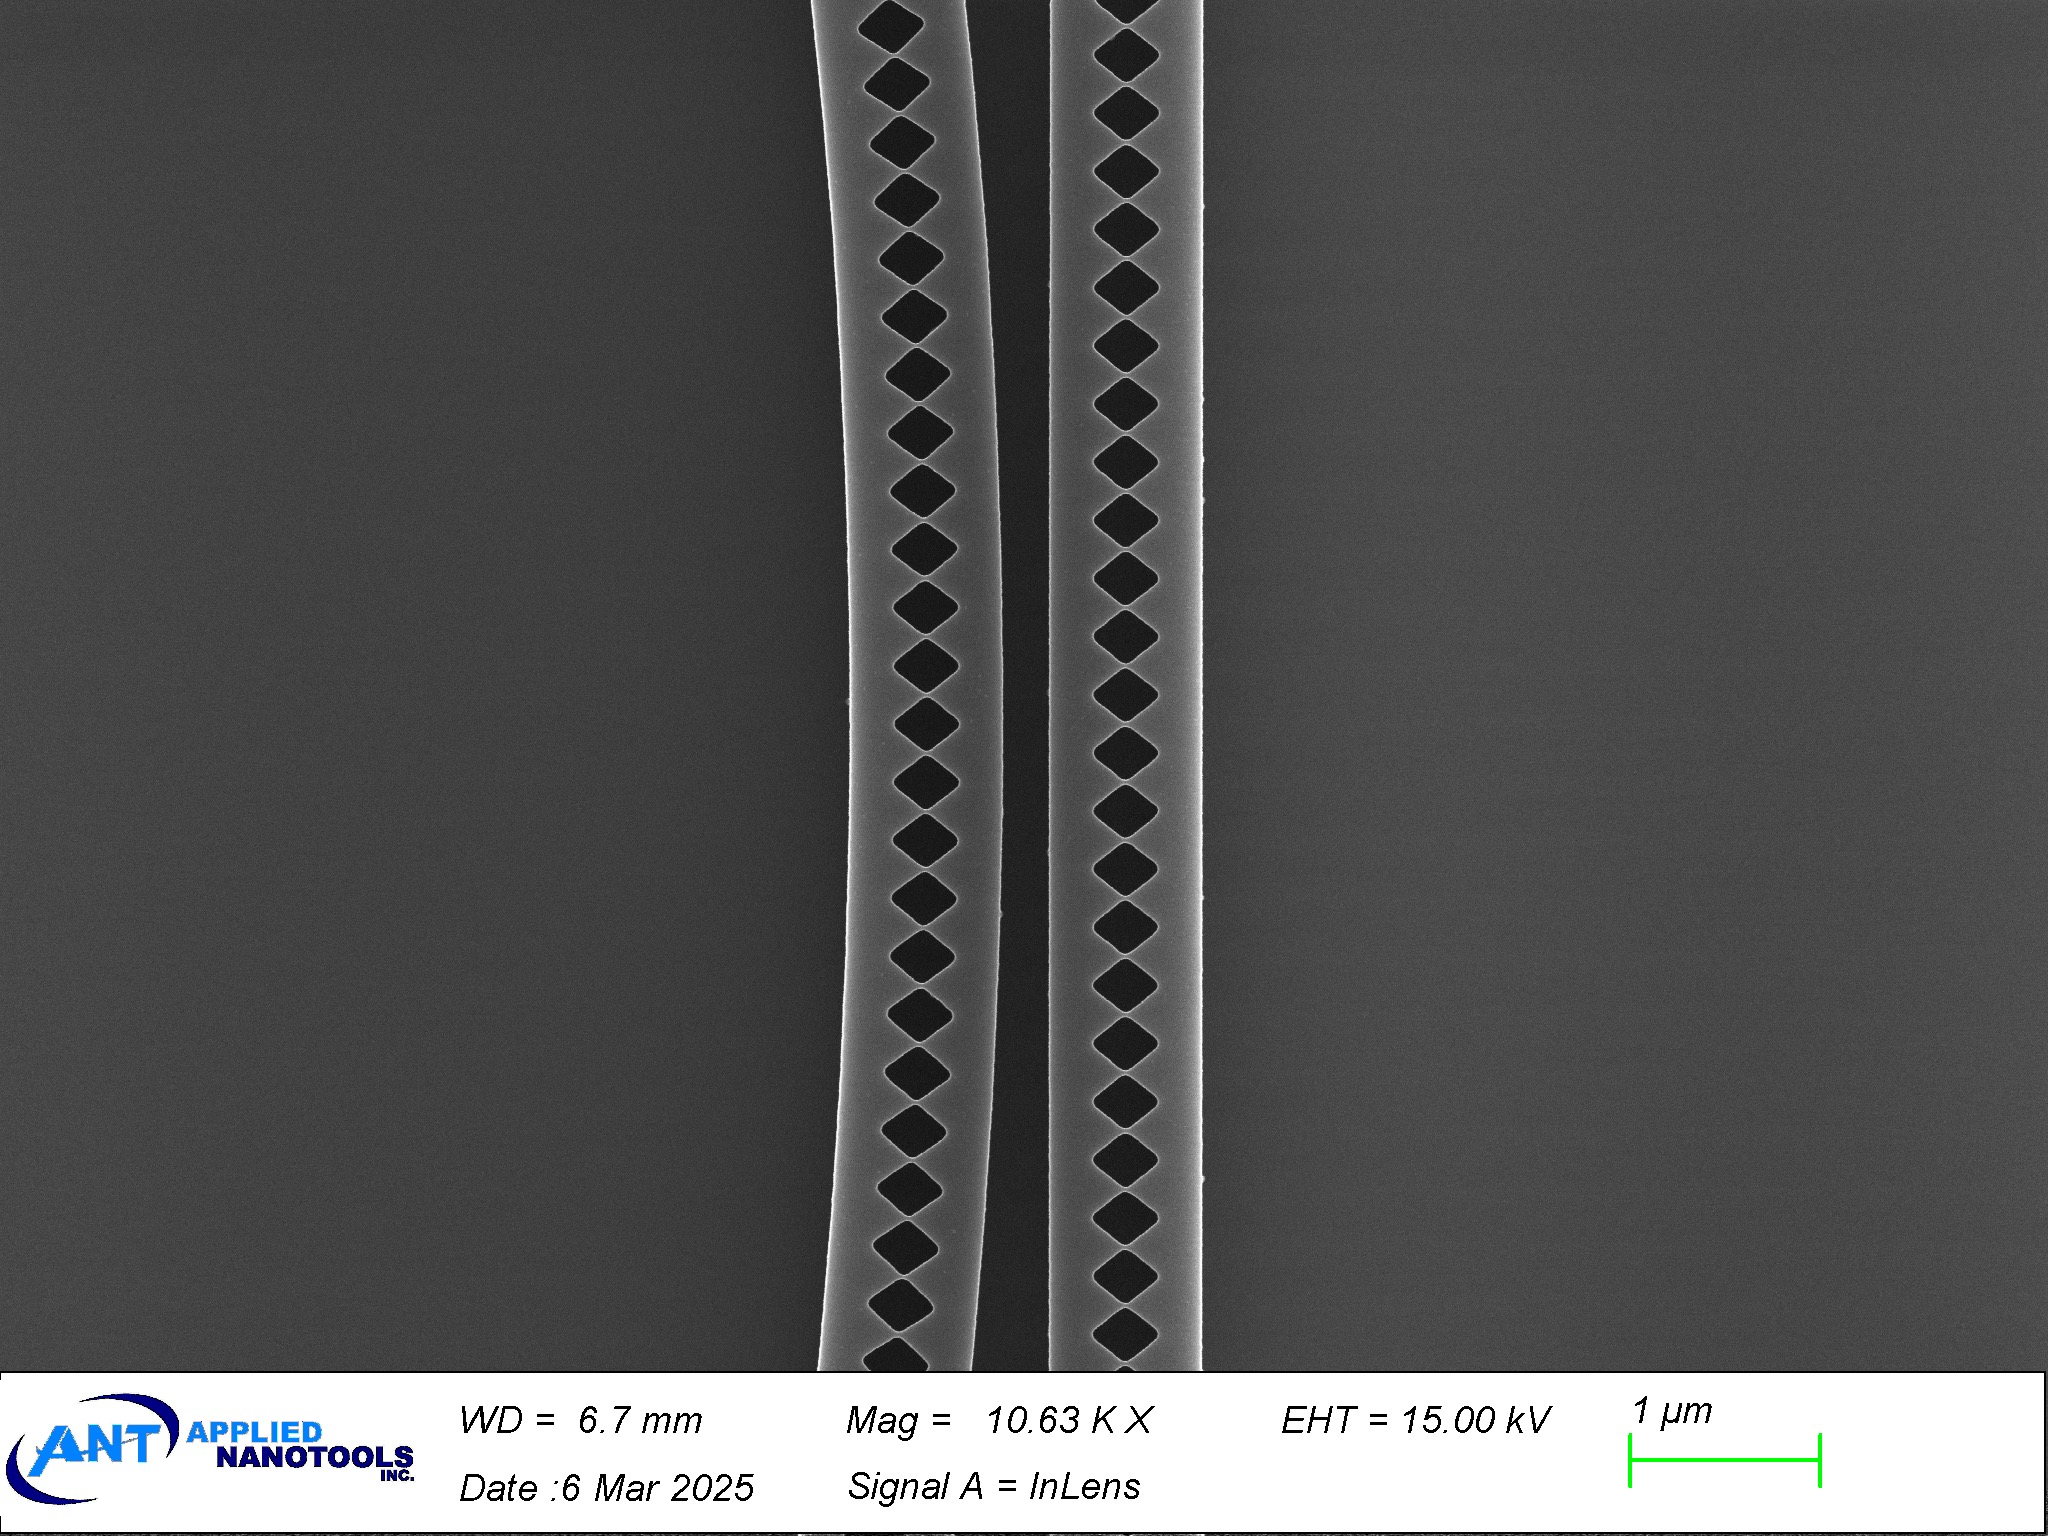 ANT APPLIED
NANOTOOLS
INC.
WD = 6.7 mm
Mag = 10.63 K X
EHT = 15.00 kV
1 µm
Date :6 Mar 2025
Signal A = InLens